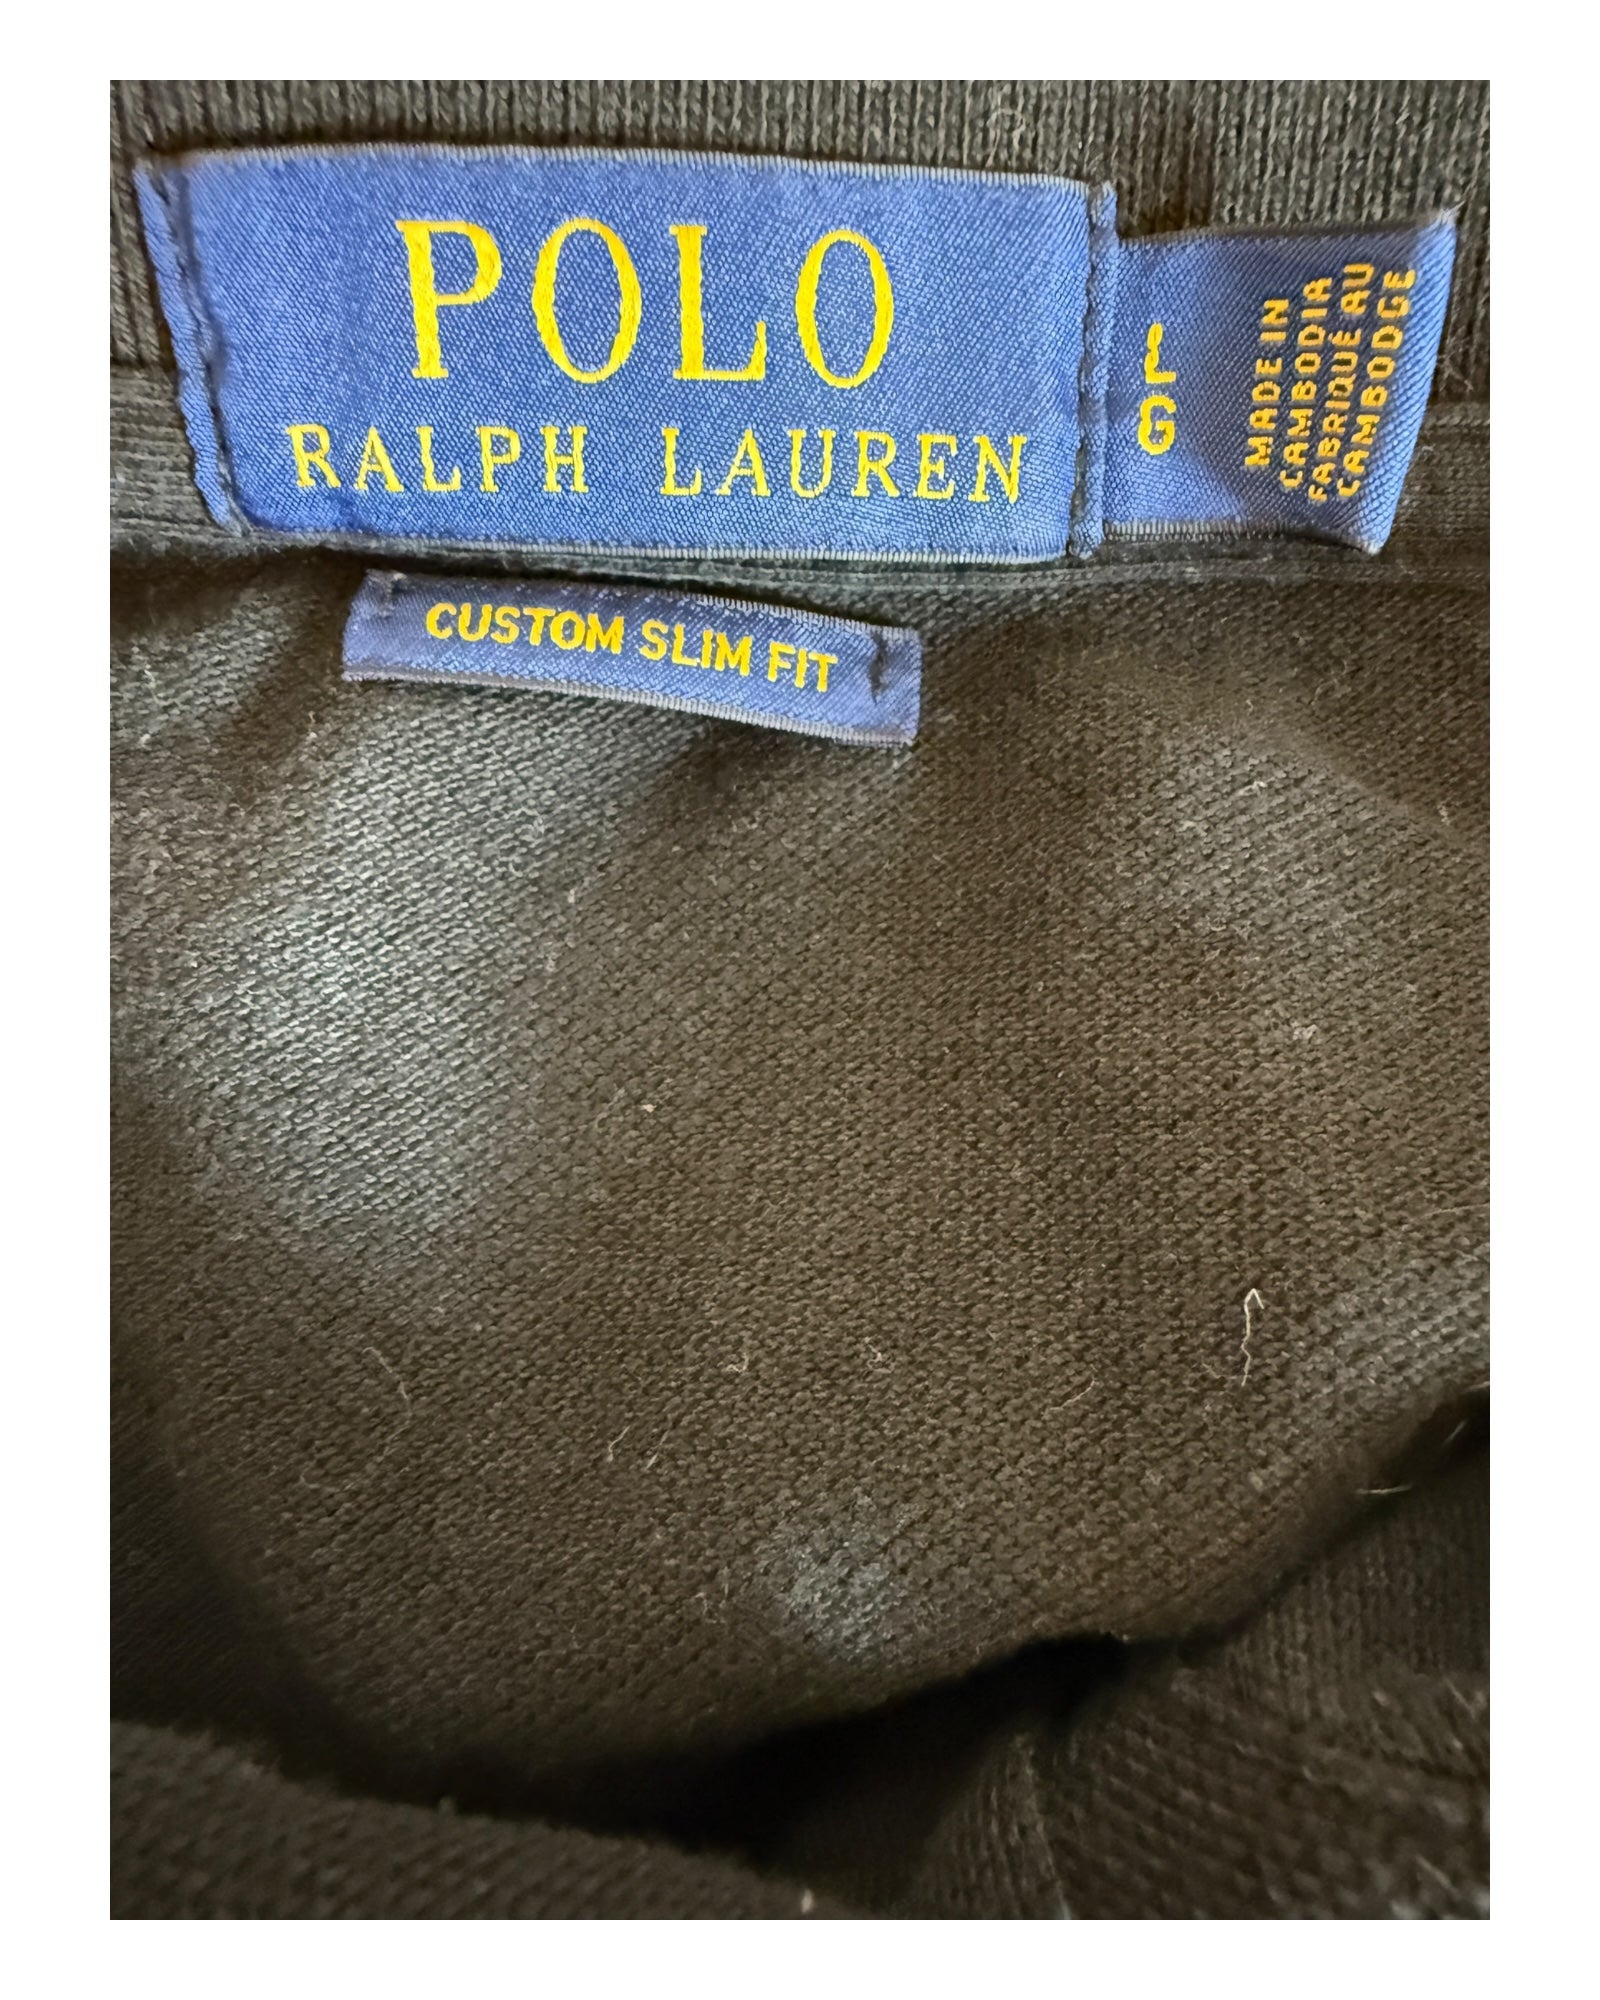 POLO
RALPH LAUREN
L
G
MADE IN
CAMBODIA
FABRIQUÉ AU
CAMBODGE
CUSTOM SLIM FIT